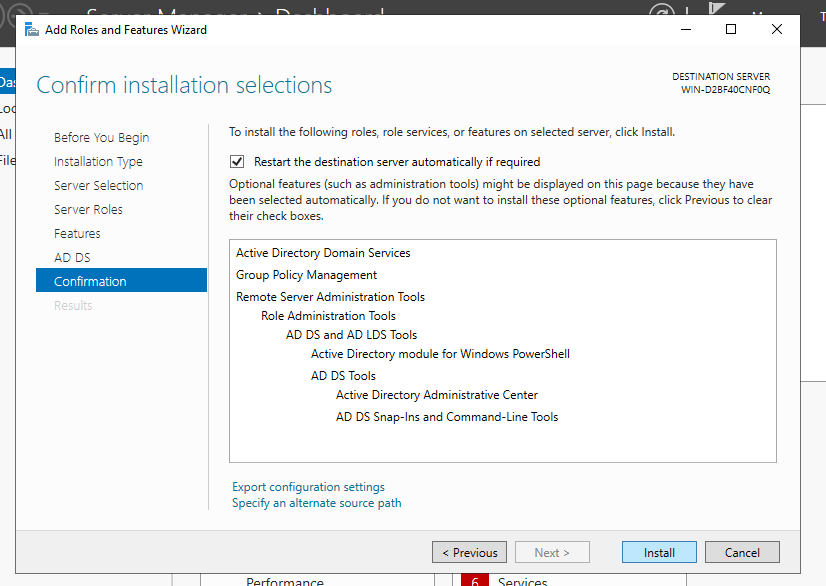 Server Manager Dashboard
Add Roles and Features Wizard
Confirm installation selections
DESTINATION SERVER
WIN-D2BF40CNF0Q
Before You Begin
Installation Type
Server Selection
Server Roles
Features
AD DS
Confirmation
Results
To install the following roles, role services, or features on selected server, click Install.
Restart the destination server automatically if required
Optional features (such as administration tools) might be displayed on this page because they have
been selected automatically. If you do not want to install these optional features, click Previous to clear
their check boxes.
Active Directory Domain Services
Group Policy Management
Remote Server Administration Tools
Role Administration Tools
AD DS and AD LDS Tools
Active Directory module for Windows PowerShell
AD DS Tools
Active Directory Administrative Center
AD DS Snap-Ins and Command-Line Tools
Export configuration settings
Specify an alternate source path
< Previous
Next >
Install
Cancel
Das
Loc
All
File
Performance
6 Services